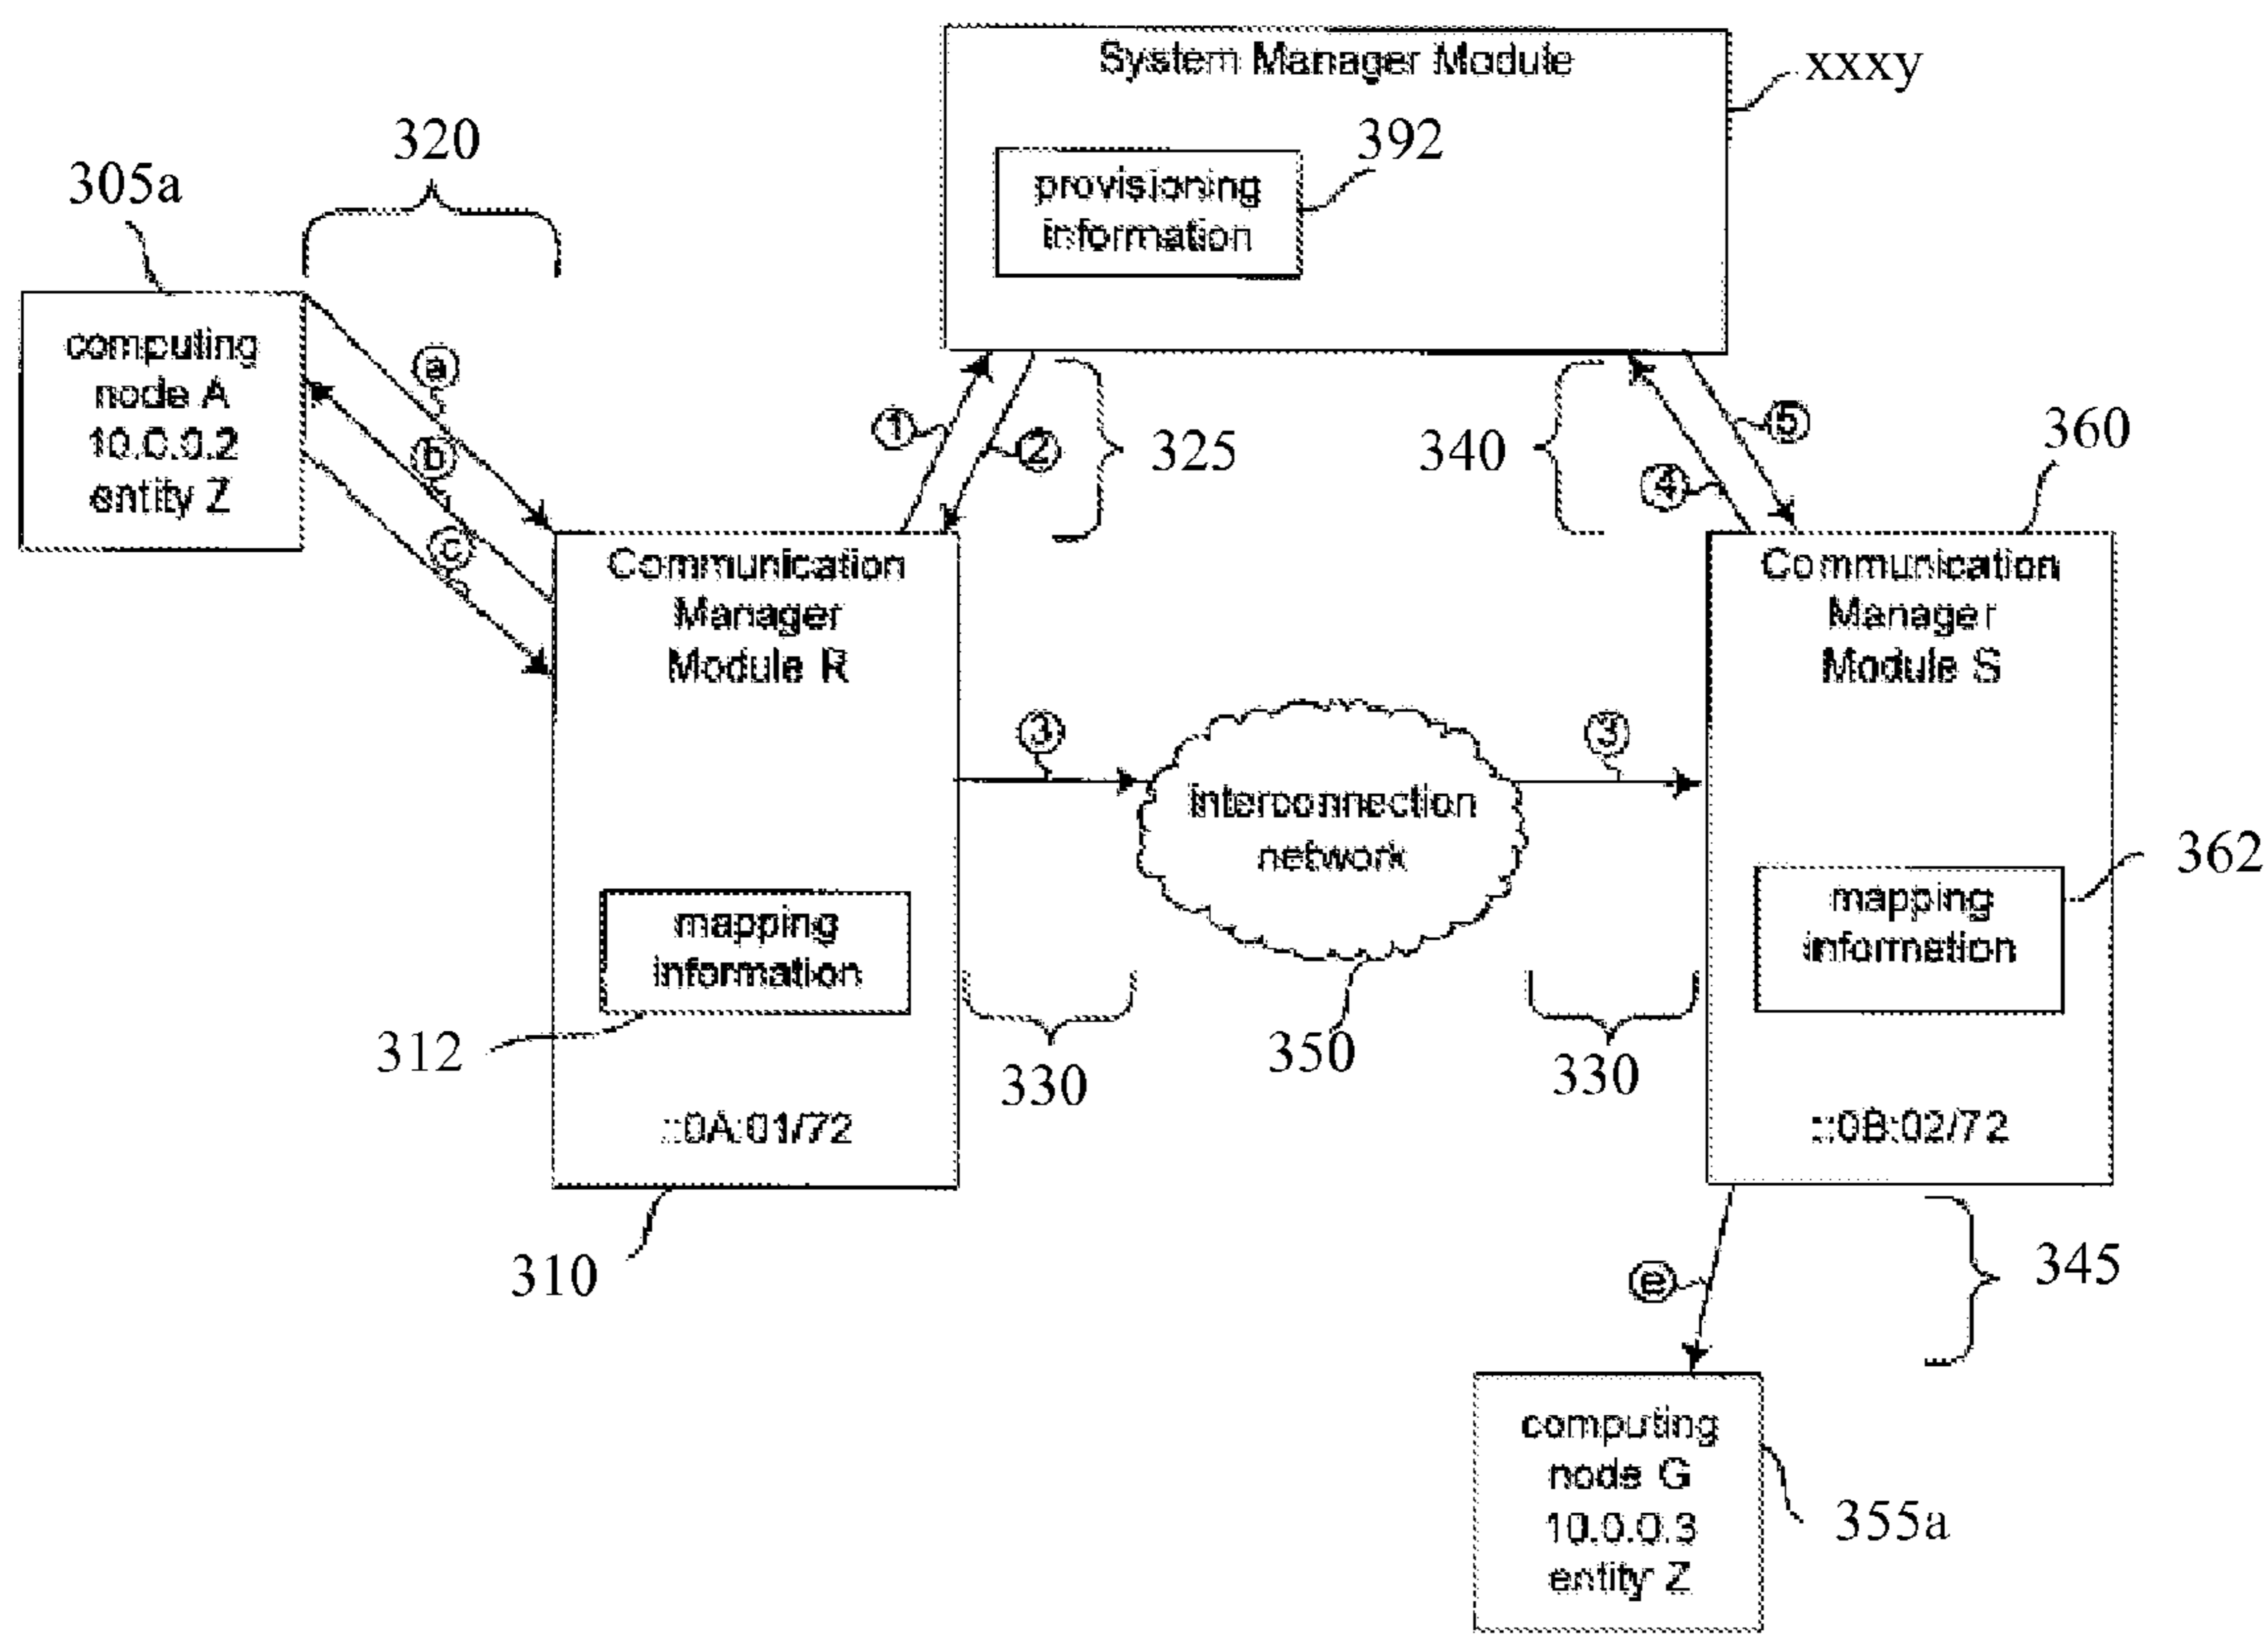 System Manager Module
xxxy
392
provisioning
information
320
305a
computing
node A
10.0.0.2
entity Z
a
b
c
1
2
325
340
5
4
360
Communication
Manager
Module R
Communication
Manager
Module S
3
3
interconnection
network
362
mapping
information
mapping
information
312
330
350
330
::0A:01/72
::0B:02/72
310
e
345
computing
node G
10.0.0.3
entity Z
355a